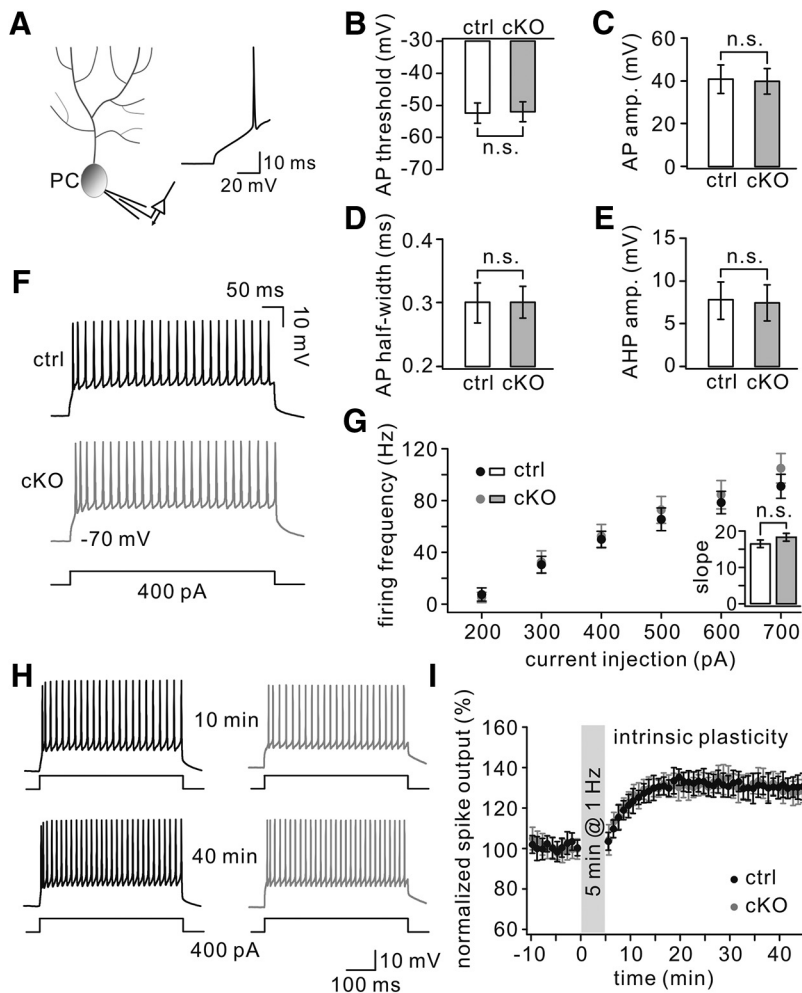 A
PC
10 ms
20 mV
B
ctrl cKO
AP threshold (mV)
-30
-40
-50
-60
-70
n.s.
C
AP amp. (mV)
60
40
20
0
n.s.
ctrl cKO
D
AP half-width (ms)
0.4
0.3
0.2
n.s.
ctrl cKO
E
AHP amp. (mV)
15
10
5
0
n.s.
ctrl cKO
F
50 ms
10 mV
ctrl
cKO
-70 mV
400 pA
G
firing frequency (Hz)
120
80
40
0
ctrl
cKO
200 300 400 500 600 700
current injection (pA)
slope
20
10
0
n.s.
H
10 min
40 min
400 pA
10 mV
100 ms
I
normalized spike output (%)
160
140
120
100
80
60
intrinsic plasticity
5 min @ 1 Hz
ctrl
cKO
-10 0 10 20 30 40
time (min)